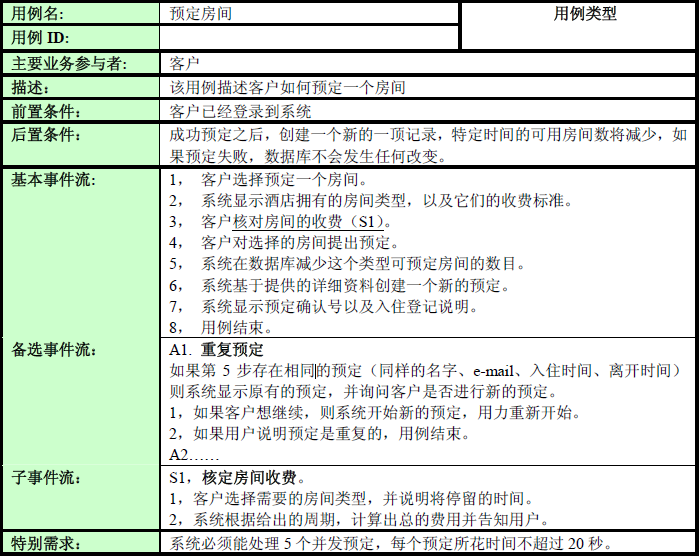 用例名: 预定房间 用例类型
用例 ID:
主要业务参与者: 客户
描述: 该用例描述客户如何预定一个房间
前置条件: 客户已经登录到系统
后置条件: 成功预定之后，创建一个新的一项记录，特定时间的可用房间数将减少，如
果预定失败，数据库不会发生任何改变。
基本事件流: 1， 客户选择预定一个房间。
2， 系统显示酒店拥有的房间类型，以及它们的收费标准。
3， 客户核对房间的收费（S1）。
4， 客户对选择的房间提出预定。
5， 系统在数据库减少这个类型可预定房间的数目。
6， 系统基于提供的详细资料创建一个新的预定。
7， 系统显示预定确认号以及入住登记说明。
8， 用例结束。
备选事件流: A1. 重复预定
如果第 5 步存在相同的预定（同样的名字、e-mail、入住时间、离开时间）
则系统显示原有的预定，并询问客户是否进行新的预定。
1，如果客户想继续，则系统开始新的预定，用力重新开始。
2，如果用户说明预定是重复的，用例结束。
A2……
子事件流: S1，核定房间收费。
1，客户选择需要的房间类型，并说明将停留的时间。
2，系统根据给出的周期，计算出总的费用并告知用户。
特别需求: 系统必须能处理 5 个并发预定，每个预定所花时间不超过 20 秒。